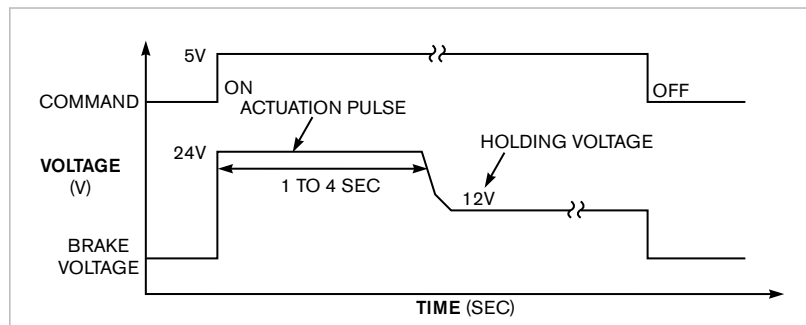 5V
COMMAND
ON
OFF
ACTUATION PULSE
HOLDING VOLTAGE
VOLTAGE
(V)
24V
1 TO 4 SEC
12V
BRAKE
VOLTAGE
TIME (SEC)